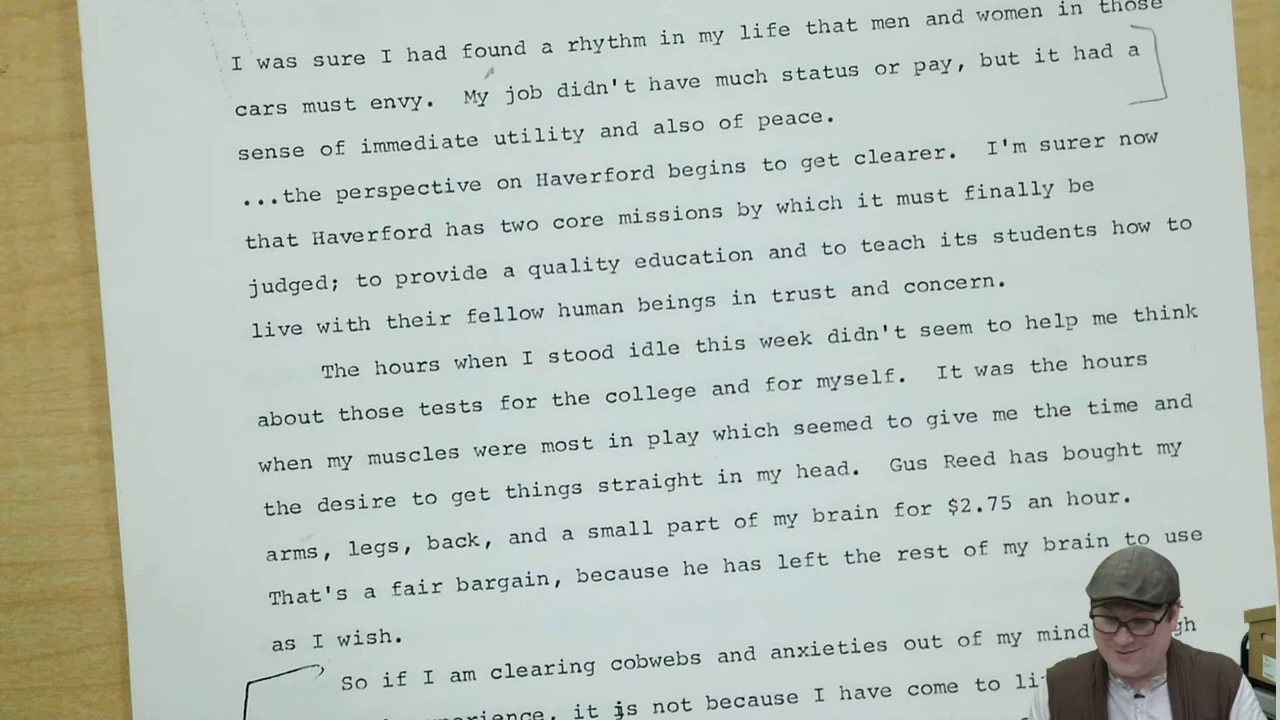 I was sure I had found a rhythm in my life that men and women in those
cars must envy. My job didn't have much status or pay, but it had a
sense of immediate utility and also of peace.
...the perspective on Haverford begins to get clearer. I'm surer now
that Haverford has two core missions by which it must finally be
judged; to provide a quality education and to teach its students how to
live with their fellow human beings in trust and concern.
The hours when I stood idle this week didn't seem to help me think
about those tests for the college and for myself. It was the hours
when my muscles were most in play which seemed to give me the time and
the desire to get things straight in my head. Gus Reed has bought my
arms, legs, back, and a small part of my brain for $2.75 an hour.
That's a fair bargain, because he has left the rest of my brain to use
as I wish.
So if I am clearing cobwebs and anxieties out of my mind
it is not because I have come to